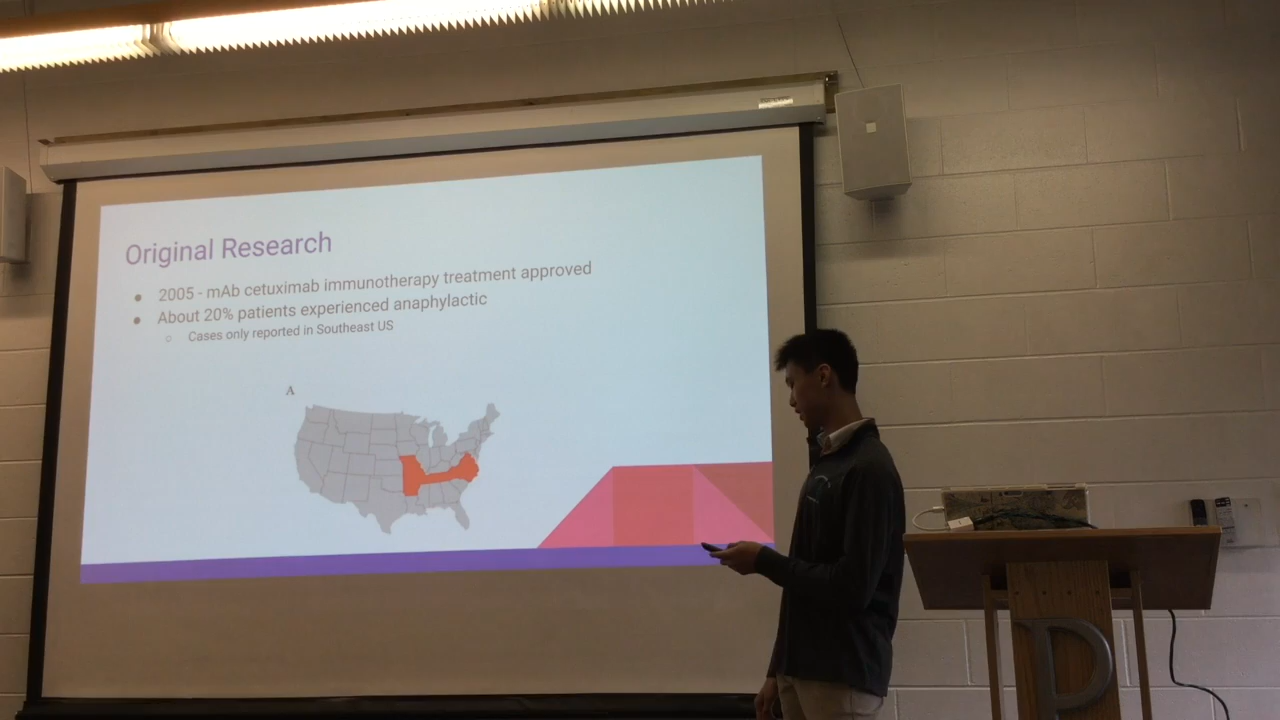 Original Research
● 2005 - mAb cetuximab immunotherapy treatment approved
● About 20% patients experienced anaphylactic
○ Cases only reported in Southeast US
A
P